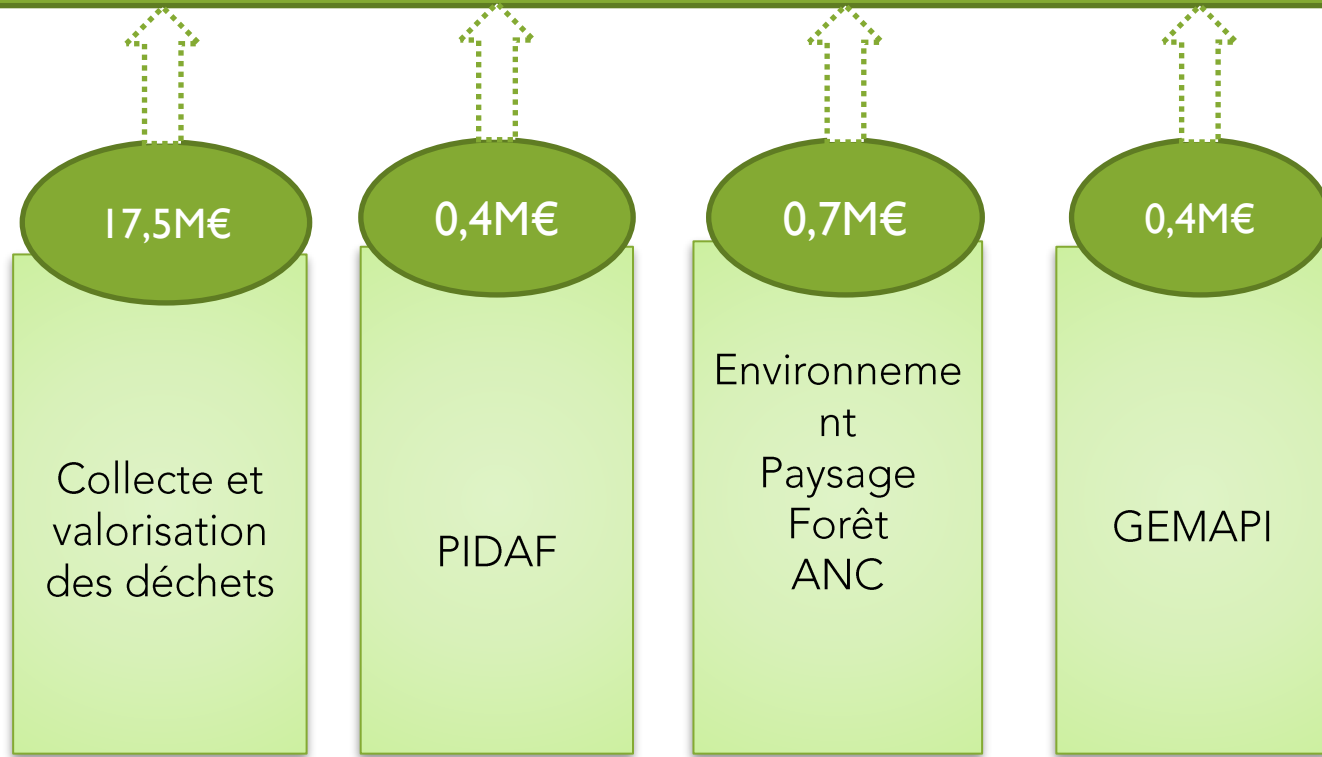 17,5M€
0,4M€
0,7M€
0,4M€
Collecte et
valorisation
des déchets
PIDAF
Environneme
nt
Paysage
Forêt
ANC
GEMAPI